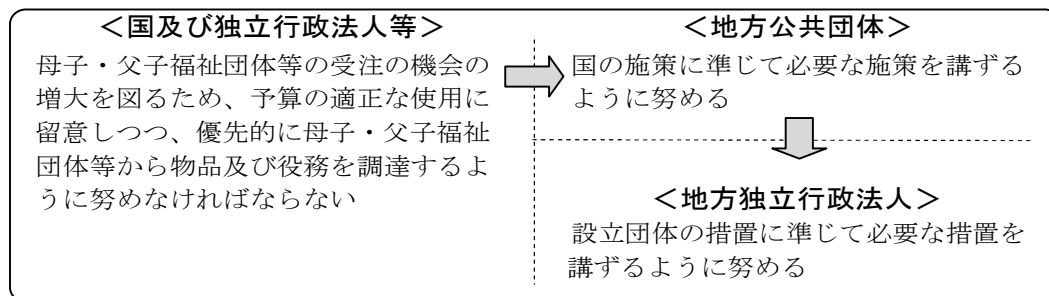 ＜国及び独立行政法人等＞
母子・父子福祉団体等の受注の機会の
増大を図るため、予算の適正な使用に
留意しつつ、優先的に母子・父子福祉
団体等から物品及び役務を調達するよ
うに努めなければならない
＜地方公共団体＞
国の施策に準じて必要な施策を講ずる
ように努める
＜地方独立行政法人＞
設立団体の措置に準じて必要な措置を
講ずるように努める